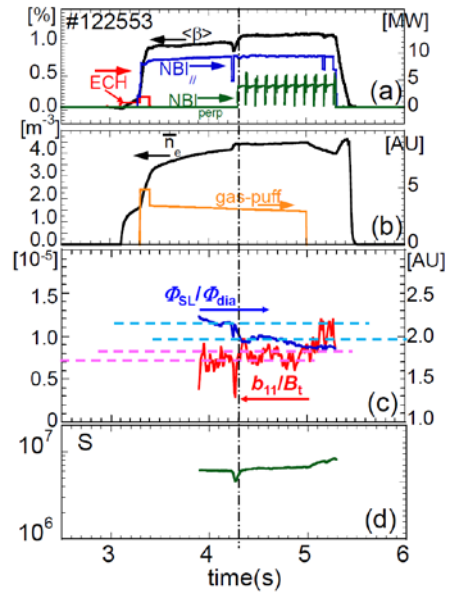 #122553
[%]
[MW]
<β>
1.0
10
NBI//
ECH
0.5
5
NBIperp
(a)
0.0
0
-3
[m ]
n̄e
[AU]
4.0
3.0
5
gas-puff
2.0
1.0
(b)
0.0
0
[10-5]
[AU]
ΦSL/Φdia
2.5
1.5
2.0
1.0
0.5
1.5
b11/Bt
(c)
0
1.0
10^7
S
(d)
10^6
3 4 5 6
time(s)